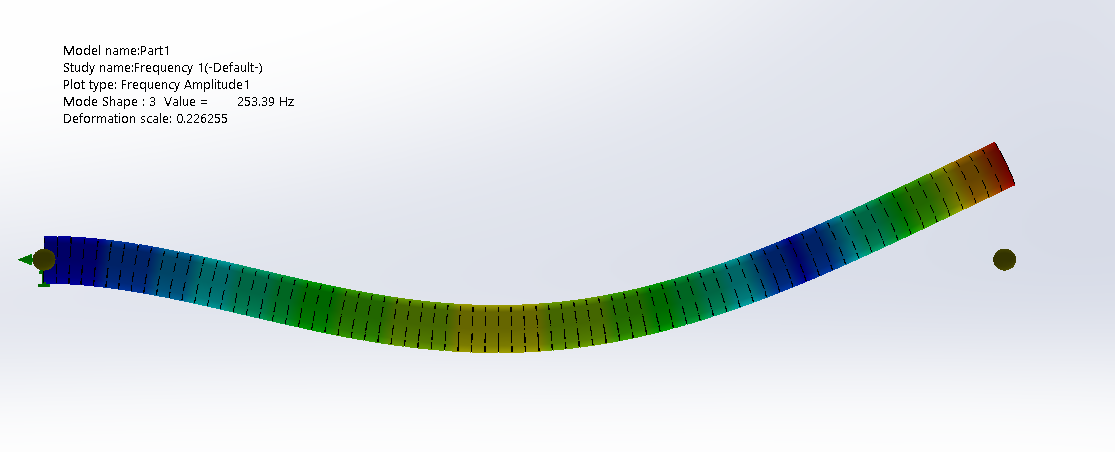 Model name:Part1
Study name:Frequency 1(-Default-)
Plot type: Frequency Amplitude1
Mode Shape : 3 Value = 253.39 Hz
Deformation scale: 0.226255